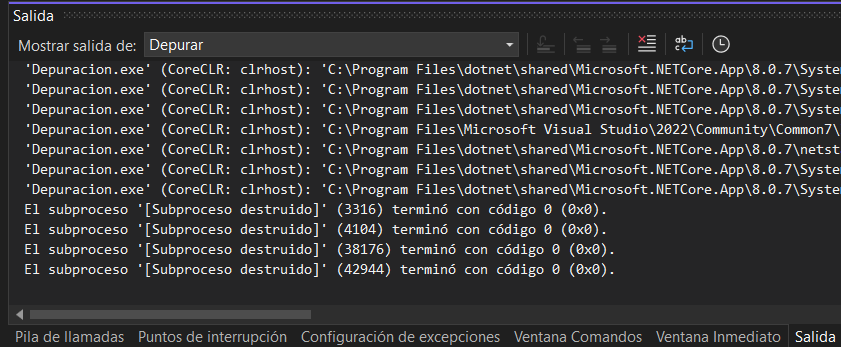 Salida
Mostrar salida de: Depurar
'Depuracion.exe' (CoreCLR: clrhost): 'C:\Program Files\dotnet\shared\Microsoft.NETCore.App\8.0.7\System
'Depuracion.exe' (CoreCLR: clrhost): 'C:\Program Files\dotnet\shared\Microsoft.NETCore.App\8.0.7\System
'Depuracion.exe' (CoreCLR: clrhost): 'C:\Program Files\dotnet\shared\Microsoft.NETCore.App\8.0.7\System
'Depuracion.exe' (CoreCLR: clrhost): 'C:\Program Files\Microsoft Visual Studio\2022\Community\Common7\
'Depuracion.exe' (CoreCLR: clrhost): 'C:\Program Files\dotnet\shared\Microsoft.NETCore.App\8.0.7\netst
'Depuracion.exe' (CoreCLR: clrhost): 'C:\Program Files\dotnet\shared\Microsoft.NETCore.App\8.0.7\System
'Depuracion.exe' (CoreCLR: clrhost): 'C:\Program Files\dotnet\shared\Microsoft.NETCore.App\8.0.7\System
El subproceso '[Subproceso destruido]' (3316) terminó con código 0 (0x0).
El subproceso '[Subproceso destruido]' (4104) terminó con código 0 (0x0).
El subproceso '[Subproceso destruido]' (38176) terminó con código 0 (0x0).
El subproceso '[Subproceso destruido]' (42944) terminó con código 0 (0x0).
Pila de llamadas Puntos de interrupción Configuración de excepciones Ventana Comandos Ventana Inmediato Salida